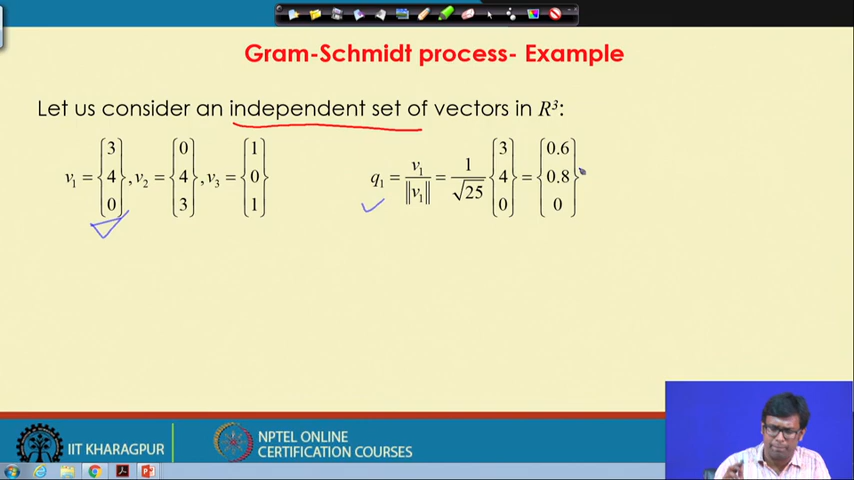 Gram-Schmidt process- Example
Let us consider an independent set of vectors in R³:
v₁ = {3 4 0}, v₂ = {0 4 3}, v₃ = {1 0 1}
q₁ = v₁ / ‖v₁‖ = 1 / √25 {3 4 0} = {0.6 0.8 0}
IIT KHARAGPUR
NPTEL ONLINE
CERTIFICATION COURSES